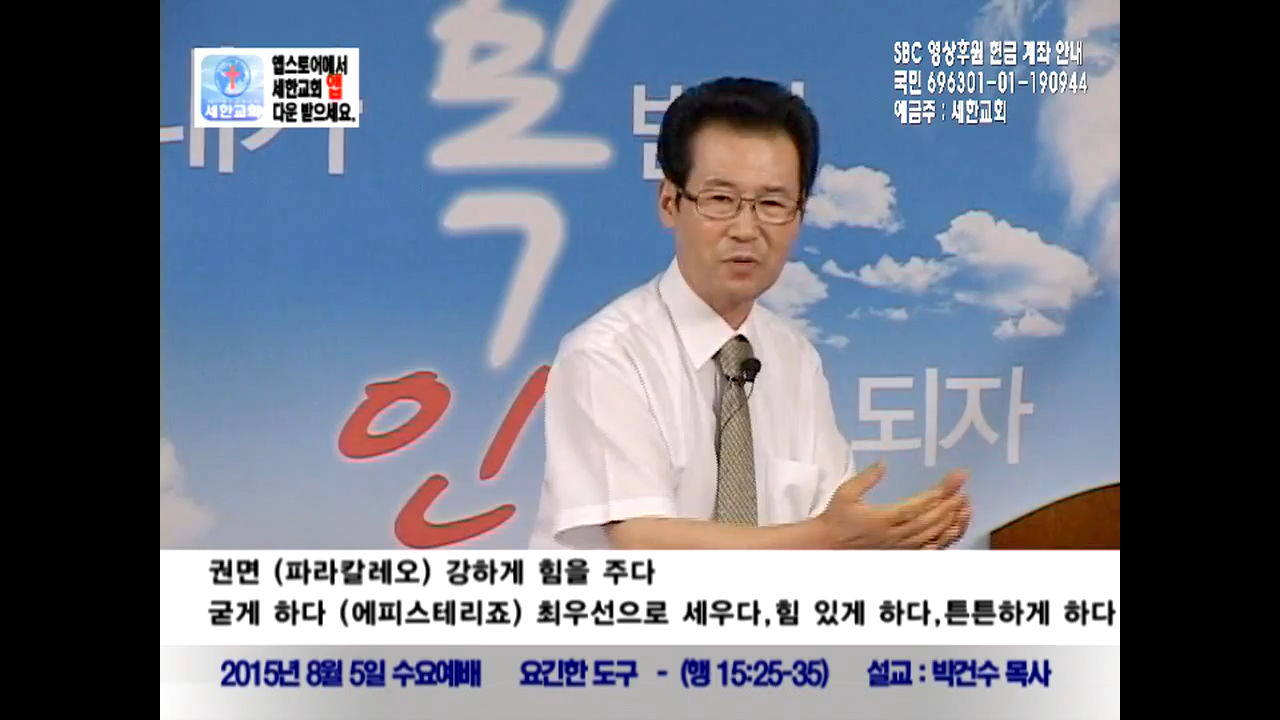 세한교회
앱스토어에서
세한교회 앱
다운 받으세요.
SBC 영상후원 헌금 계좌 안내
국민 696301-01-190944
예금주 : 세한교회
목
인
되자
권면 (파라칼레오) 강하게 힘을 주다
굳게 하다 (에피스테리죠) 최우선으로 세우다,힘 있게 하다,튼튼하게 하다
2015년 8월 5일 수요예배 요긴한 도구 - (행 15:25-35) 설교 : 박건수 목사